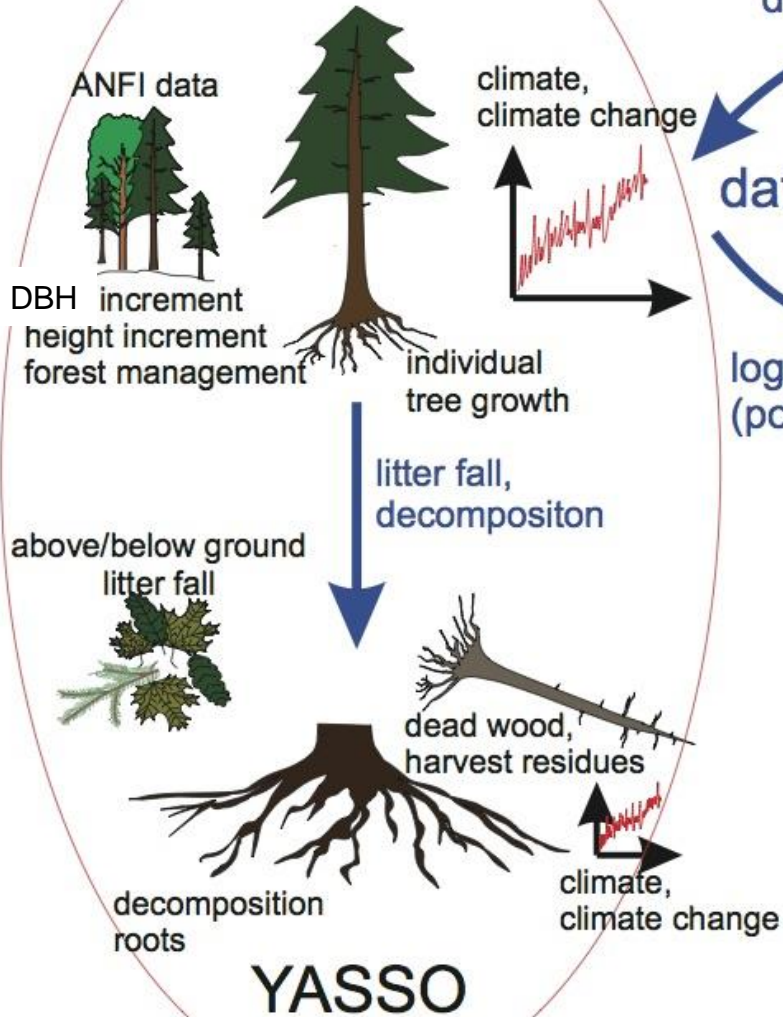 ANFI data
climate,
climate change
DBH increment
height increment
forest management
individual
tree growth
litter fall,
decompositon
above/below ground
litter fall
dead wood,
harvest residues
climate,
climate change
decomposition
roots
YASSO